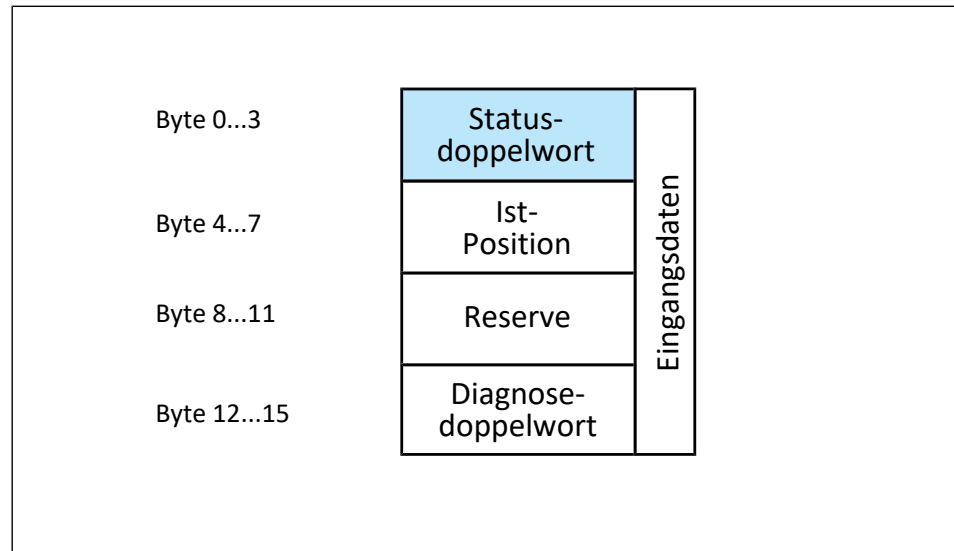 Byte 0...3
Status-
doppelwort
Byte 4...7
Ist-
Position
Byte 8...11
Reserve
Byte 12...15
Diagnose-
doppelwort
Eingangsdaten